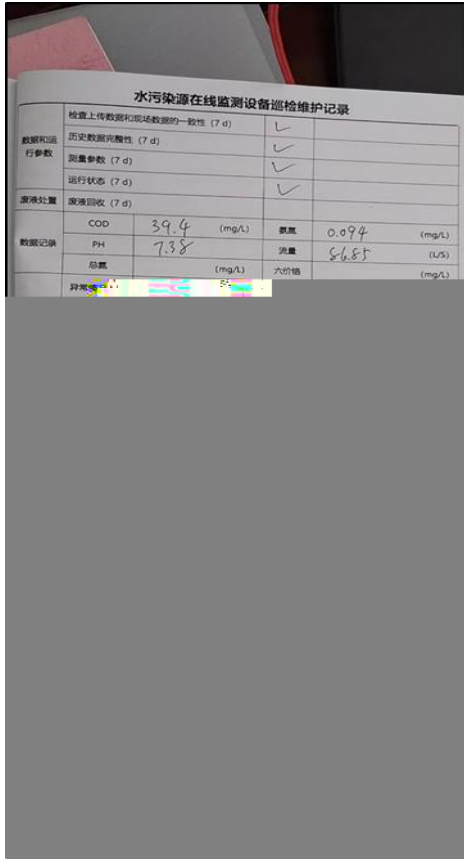 水污染源在线监测设备巡检维护记录
数据和运行参数
检查上传数据和现场数据的一致性 (7 d) ✓
历史数据完整性 (7 d) ✓
测量参数 (7 d) ✓
运行状态 (7 d) ✓
废液处置 废液回收 (7 d)
数据记录
COD 39.4 (mg/L) 氨氮 0.094 (mg/L)
PH 7.38 流量 86.85 (L/S)
总氮 (mg/L) 六价铬 (mg/L)
异常